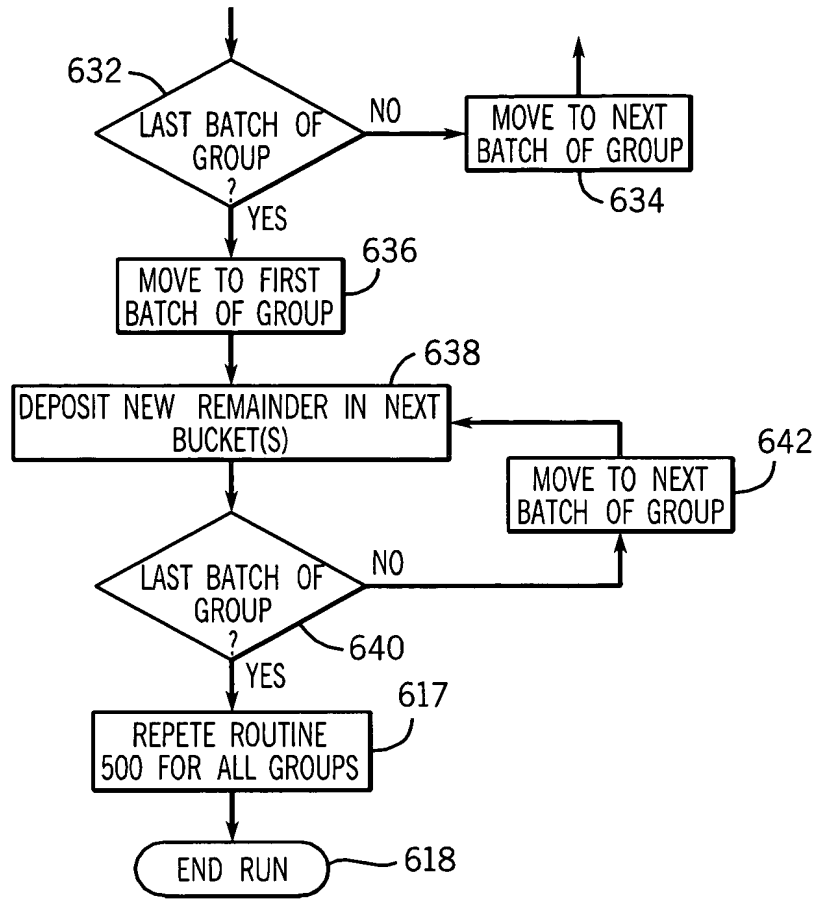 632
LAST BATCH OF
GROUP
?
NO
MOVE TO NEXT
BATCH OF GROUP
634
YES
636
MOVE TO FIRST
BATCH OF GROUP
638
DEPOSIT NEW REMAINDER IN NEXT
BUCKET(S)
642
MOVE TO NEXT
BATCH OF GROUP
LAST BATCH OF
GROUP
?
NO
640
YES
617
REPETE ROUTINE
500 FOR ALL GROUPS
END RUN
618